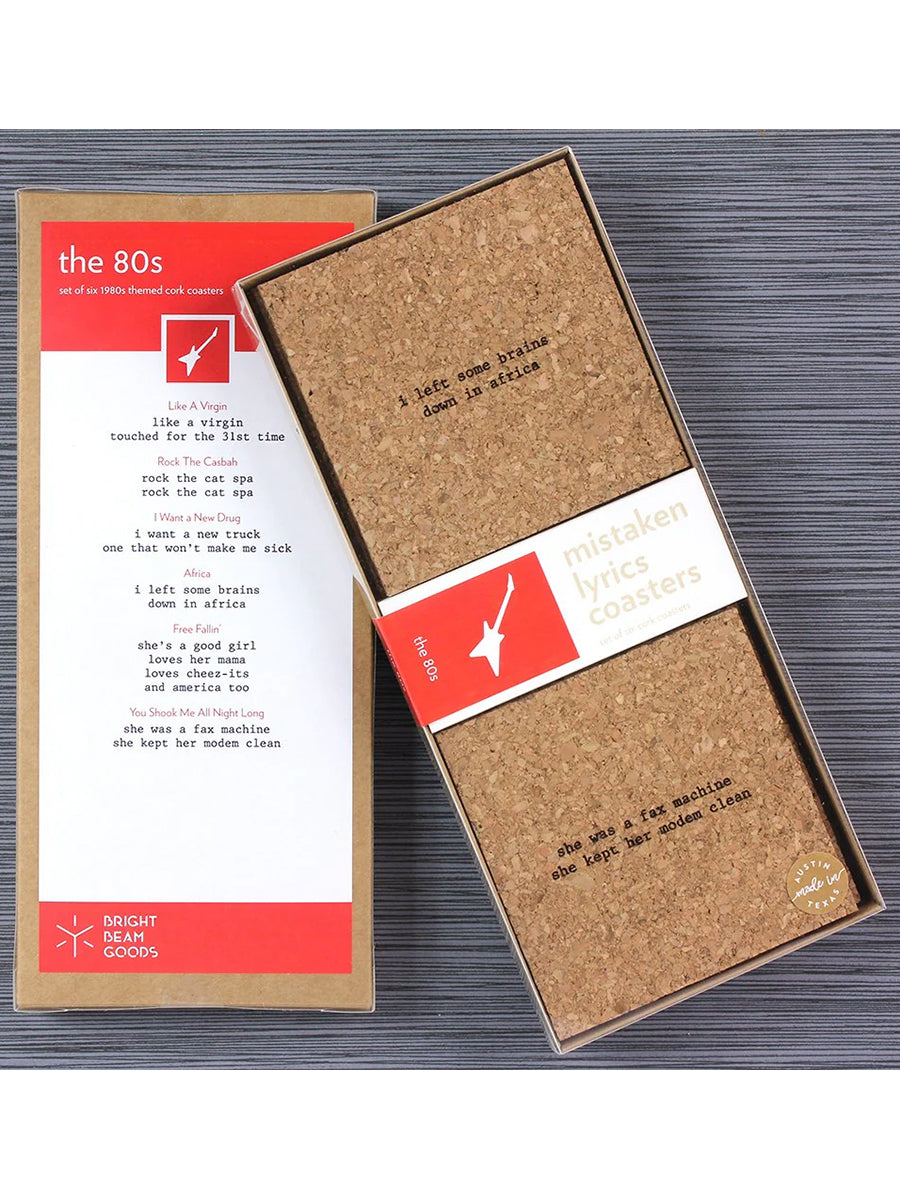 the 80s
set of six 1980s themed cork coasters
Like A Virgin
like a virgin
touched for the 31st time
Rock The Casbah
rock the cat spa
rock the cat spa
I Want a New Drug
i want a new truck
one that won't make me sick
Africa
i left some brains
down in africa
Free Fallin'
she's a good girl
loves her mama
loves cheez-its
and america too
You Shook Me All Night Long
she was a fax machine
she kept her modem clean
BRIGHT
BEAM
GOODS
i left some brains
down in africa
the 80s
mistaken
lyrics
coasters
set of six cork coasters
she was a fax machine
she kept her modem clean
AUSTIN
made in
TEXAS